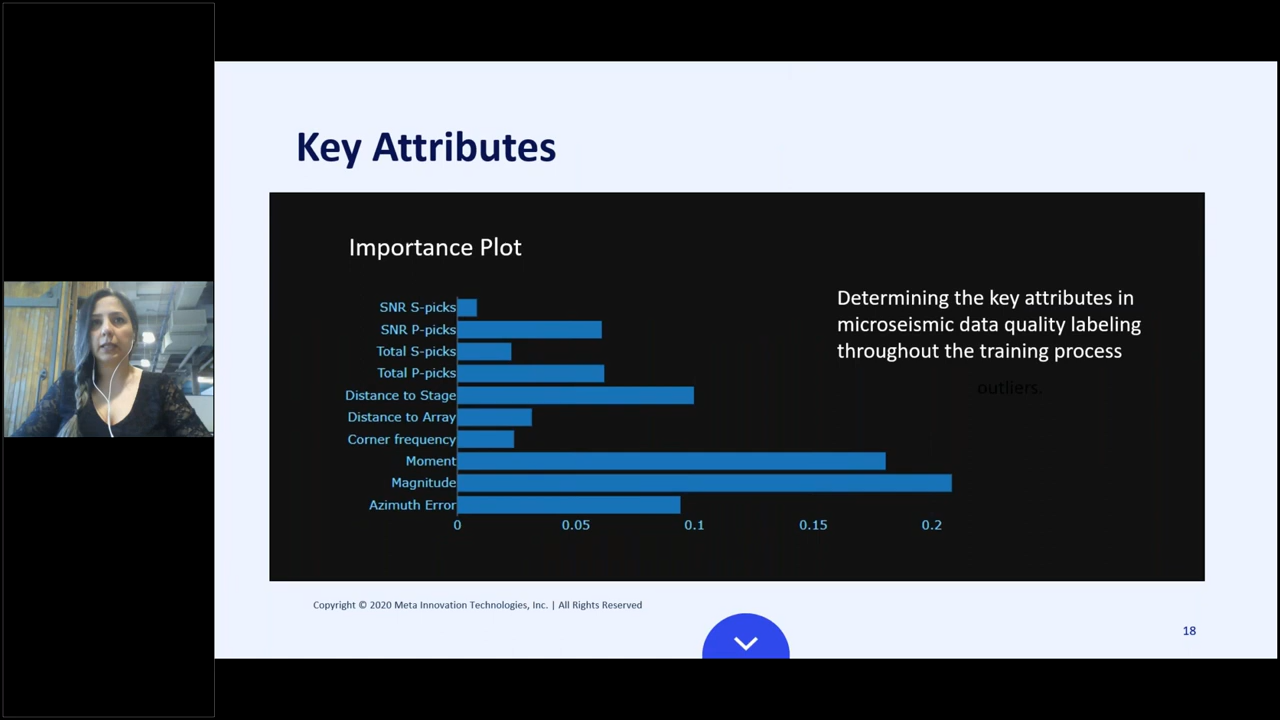 Key Attributes
Importance Plot
SNR S-picks
SNR P-picks
Total S-picks
Total P-picks
Distance to Stage
Distance to Array
Corner frequency
Moment
Magnitude
Azimuth Error
0 0.05 0.1 0.15 0.2
Determining the key attributes in
microseismic data quality labeling
throughout the training process
outliers.
Copyright © 2020 Meta Innovation Technologies, Inc. | All Rights Reserved
18